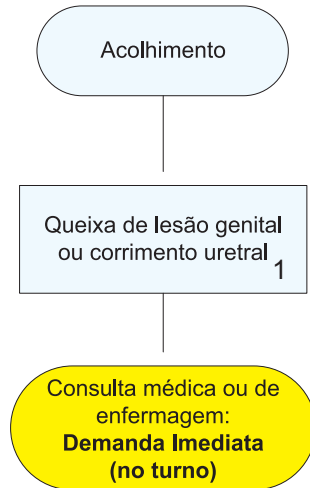 Acolhimento
Queixa de lesão genital
ou corrimento uretral 1
Consulta médica ou de
enfermagem:
Demanda Imediata
(no turno)